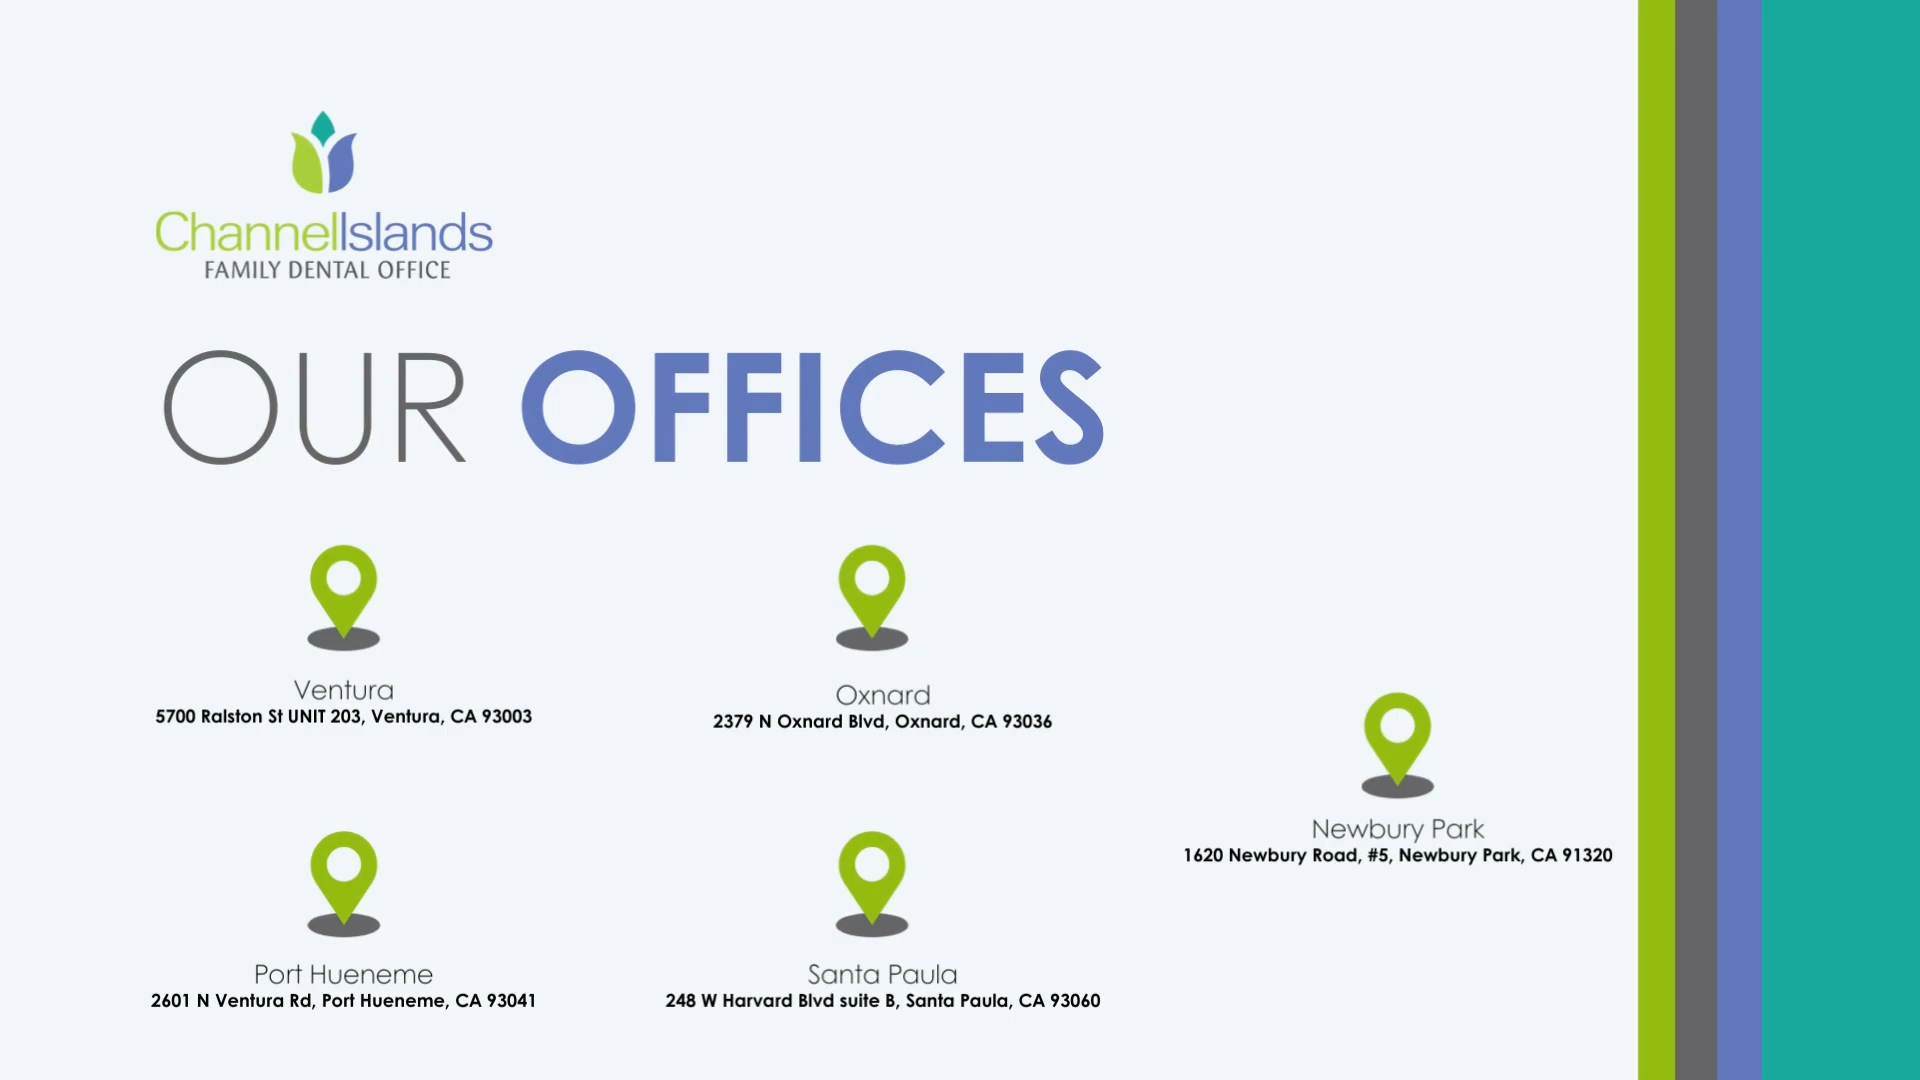 ChannelIslands
FAMILY DENTAL OFFICE
OUR OFFICES
Ventura
5700 Ralston St UNIT 203, Ventura, CA 93003
Oxnard
2379 N Oxnard Blvd, Oxnard, CA 93036
Newbury Park
1620 Newbury Road, #5, Newbury Park, CA 91320
Port Hueneme
2601 N Ventura Rd, Port Hueneme, CA 93041
Santa Paula
248 W Harvard Blvd suite B, Santa Paula, CA 93060